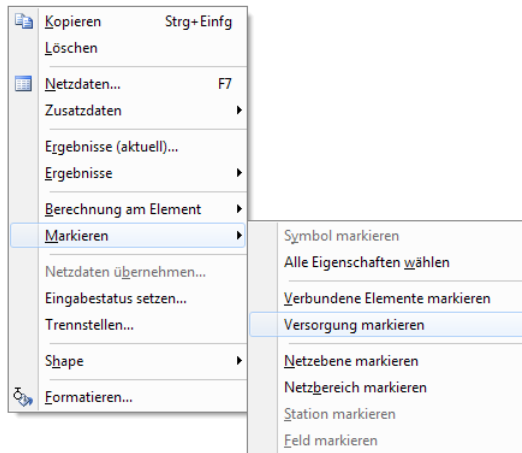 Kopieren Strg+Einfg
Löschen
Netzdaten... F7
Zusatzdaten
Ergebnisse (aktuell)...
Ergebnisse
Berechnung am Element
Markieren
Netzdaten übernehmen...
Eingabestatus setzen...
Trennstellen...
Shape
Formatieren...
Symbol markieren
Alle Eigenschaften wählen
Verbundene Elemente markieren
Versorgung markieren
Netzebene markieren
Netzbereich markieren
Station markieren
Feld markieren